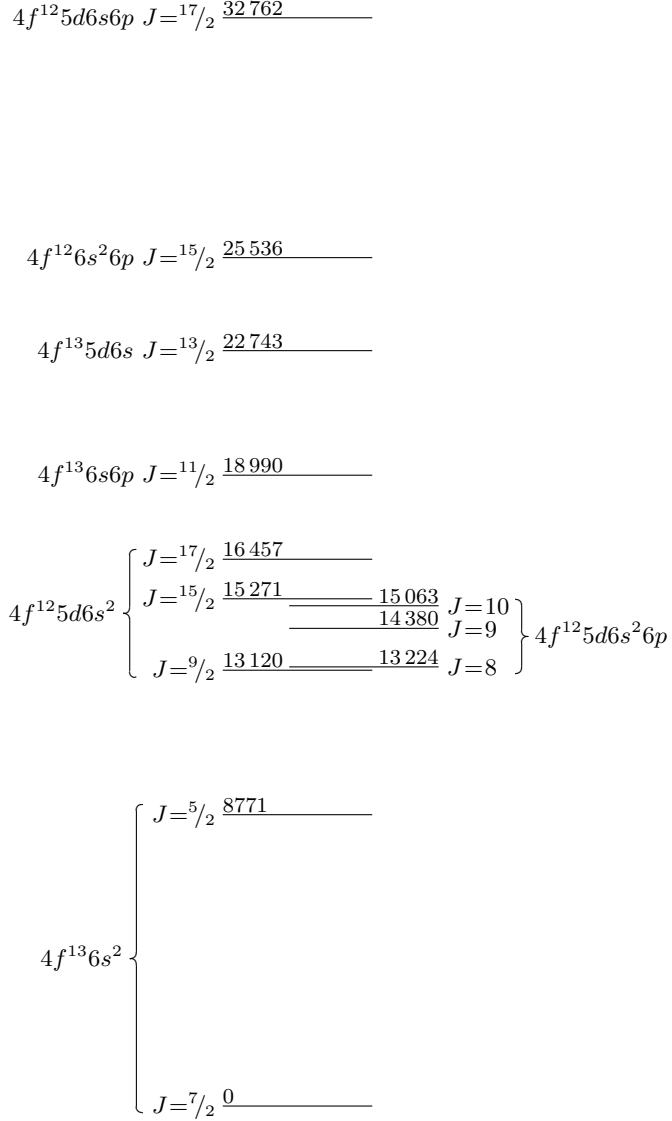 4f¹²5d6s6p J=¹⁷/₂ 32 762
4f¹²6s²6p J=¹⁵/₂ 25 536
4f¹³5d6s J=¹³/₂ 22 743
4f¹³6s6p J=¹¹/₂ 18 990
J=¹⁷/₂ 16 457
4f¹²5d6s² J=¹⁵/₂ 15 271 15 063 J=10
14 380 J=9 4f¹²5d6s²6p
J=⁹/₂ 13 120 13 224 J=8
J=⁵/₂ 8771
4f¹³6s²
J=⁷/₂ 0